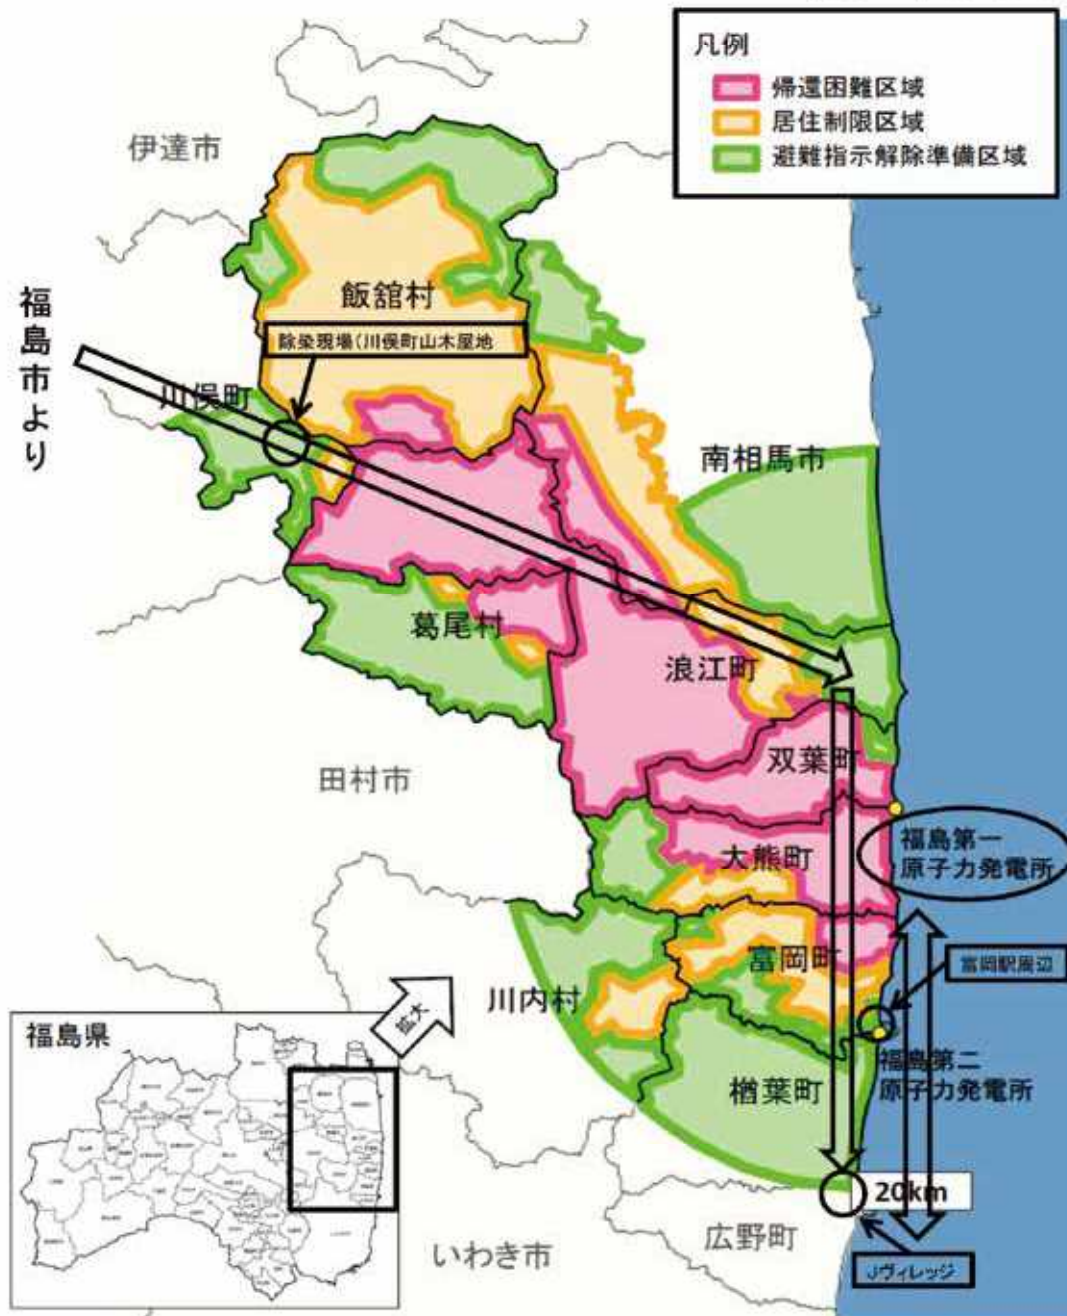 凡例
帰還困難区域
居住制限区域
避難指示解除準備区域
伊達市
福島市より
飯舘村
除染現場(川俣町山木屋地
川俣町
南相馬市
葛尾村
浪江町
双葉町
田村市
福島第一
原子力発電所
大熊町
富岡町
富岡駅周辺
川内村
拡大
福島県
福島第二
原子力発電所
楢葉町
20km
広野町
いわき市
Jヴィレッジ